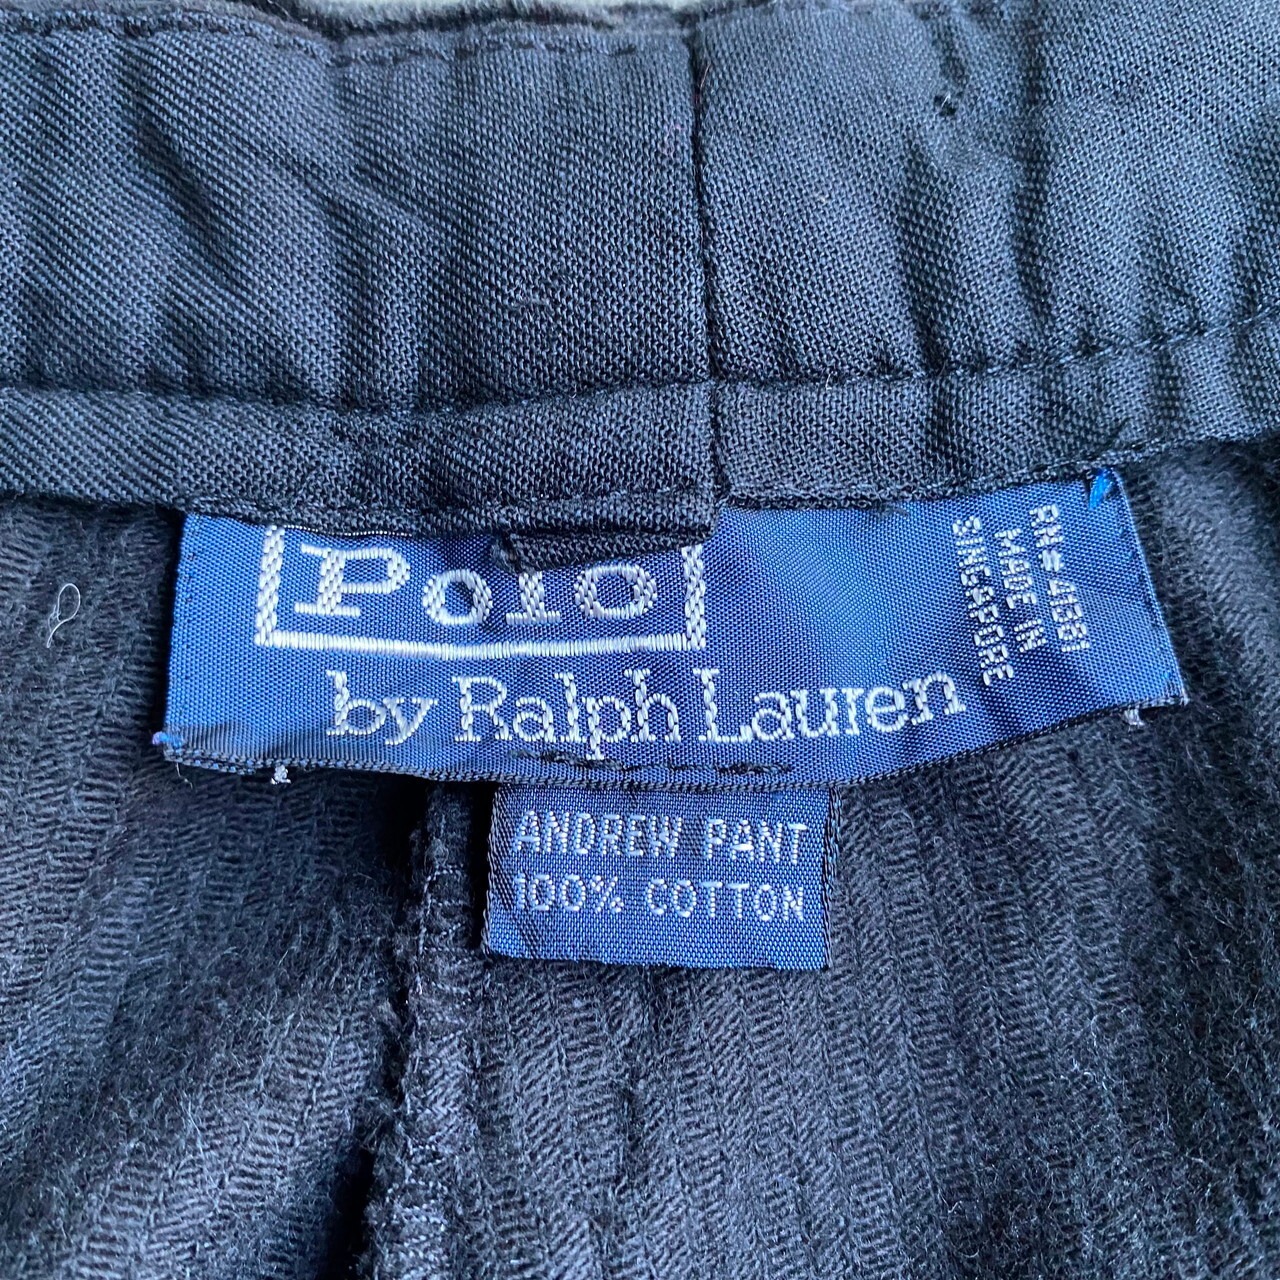 Polo
by Ralph Lauren
RN# 41381
MADE IN
SINGAPORE
ANDREW PANT
100% COTTON